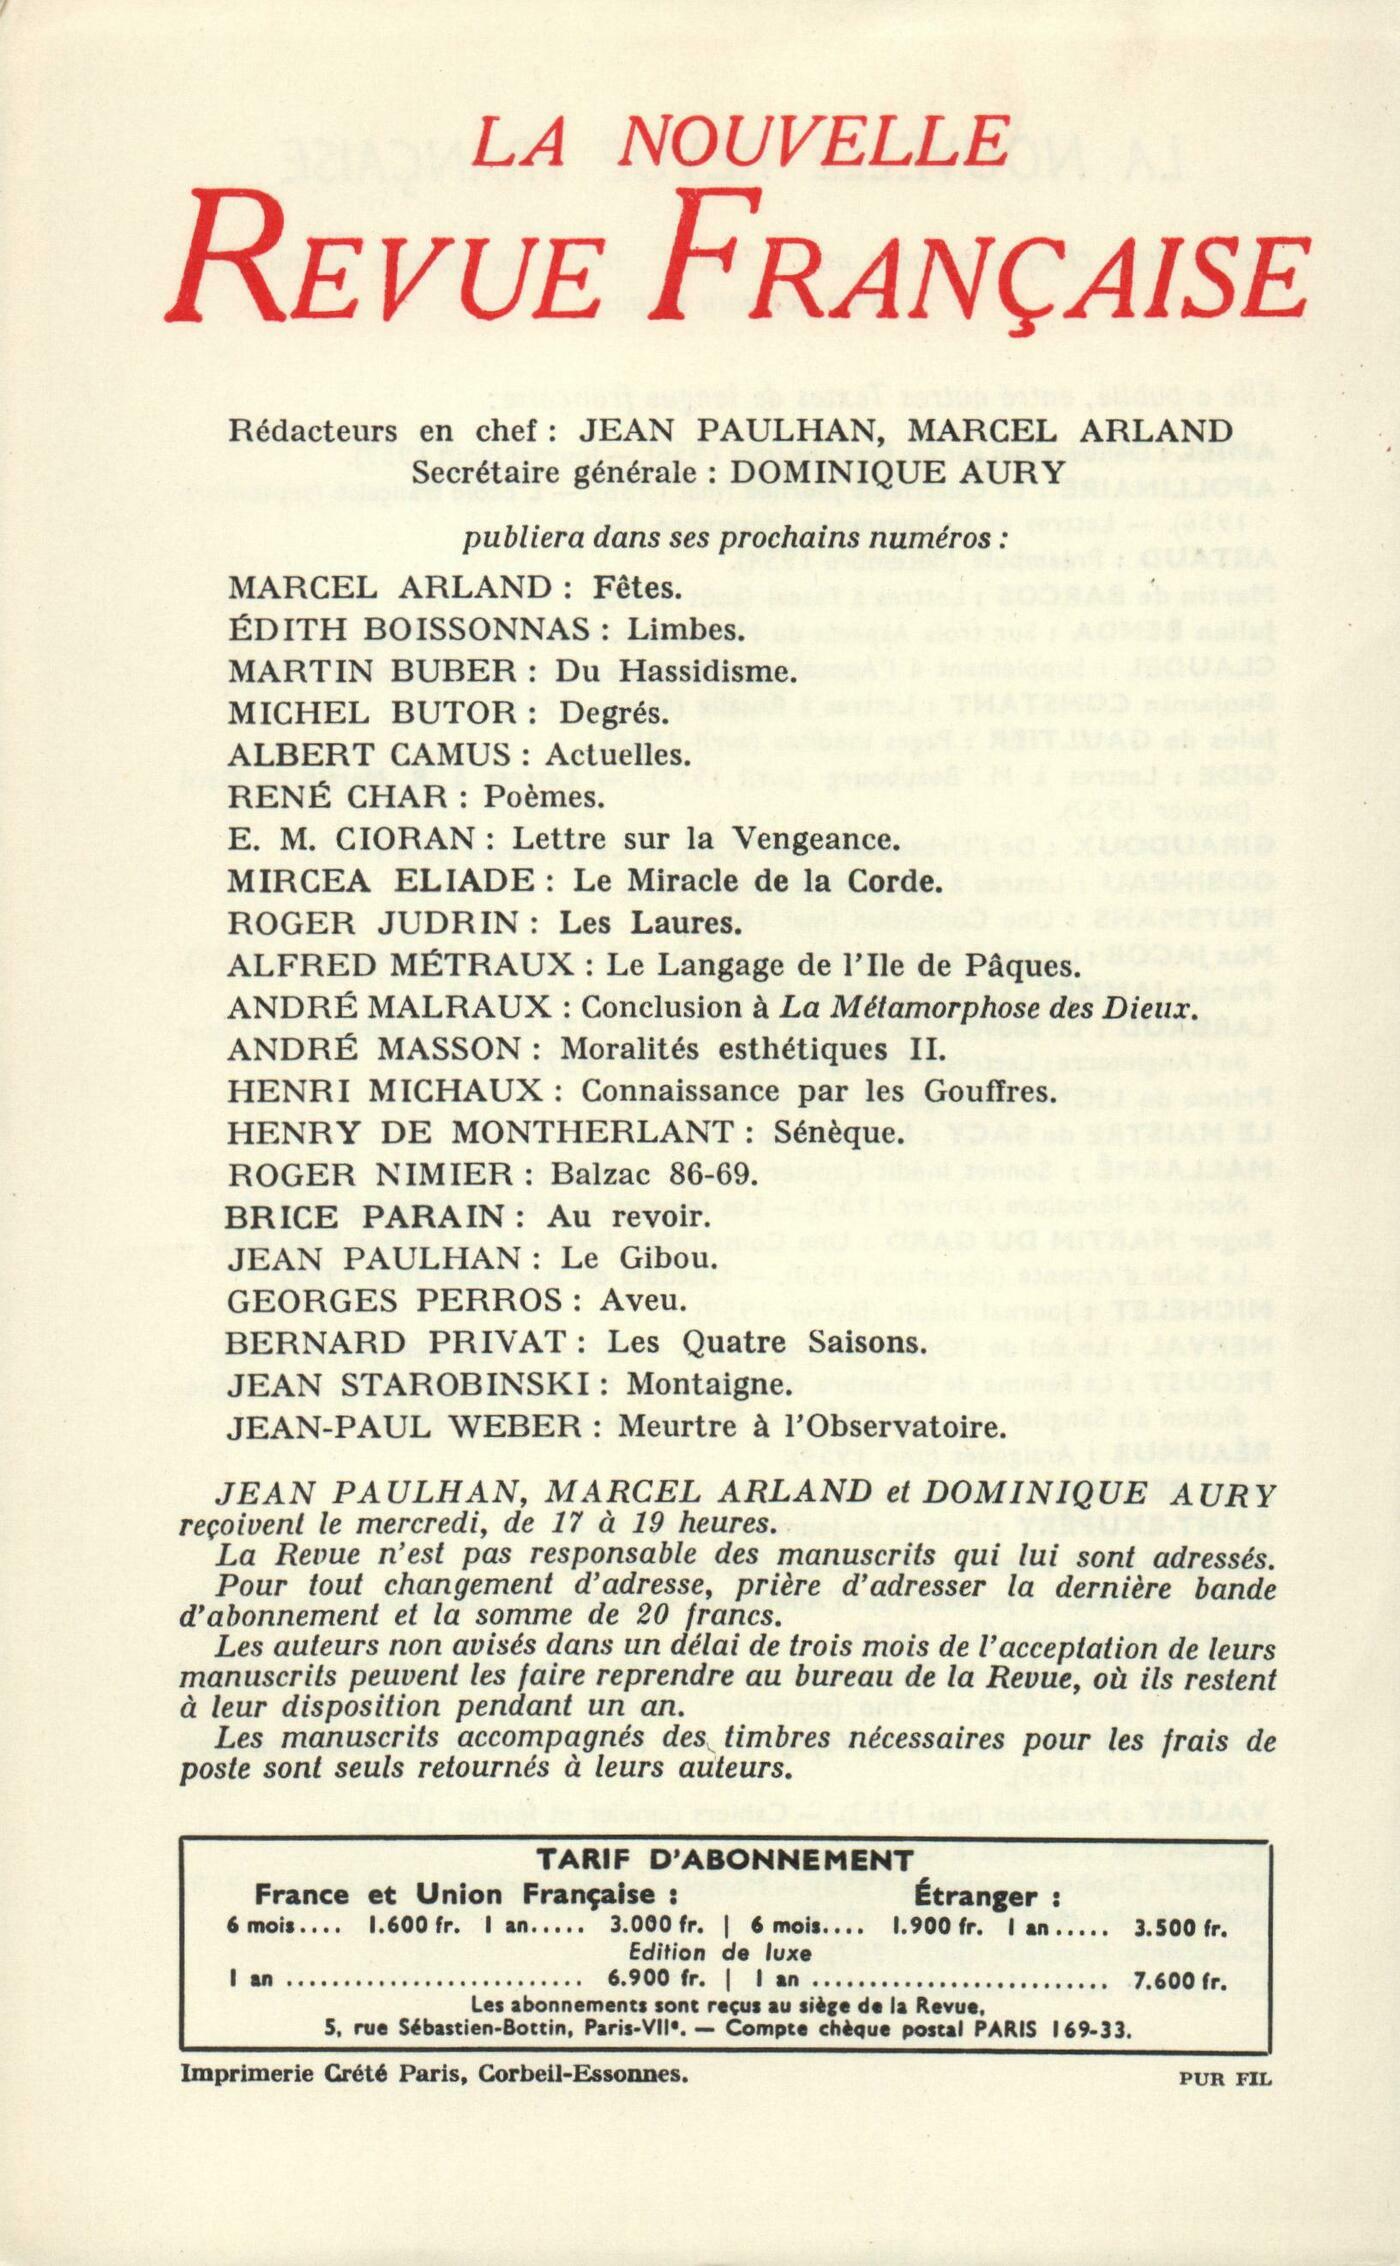 LA NOUVELLE
REVUE FRANÇAISE
Rédacteurs en chef : JEAN PAULHAN, MARCEL ARLAND
Secrétaire générale : DOMINIQUE AURY
publiera dans ses prochains numéros :
MARCEL ARLAND : Fêtes.
ÉDITH BOISSONNAS : Limbes.
MARTIN BUBER : Du Hassidisme.
MICHEL BUTOR : Degrés.
ALBERT CAMUS : Actuelles.
RENÉ CHAR : Poèmes.
E. M. CIORAN : Lettre sur la Vengeance.
MIRCEA ELIADE : Le Miracle de la Corde.
ROGER JUDRIN : Les Laures.
ALFRED MÉTRAUX : Le Langage de l'Ile de Pâques.
ANDRÉ MALRAUX : Conclusion à La Métamorphose des Dieux.
ANDRÉ MASSON : Moralités esthétiques II.
HENRI MICHAUX : Connaissance par les Gouffres.
HENRY DE MONTHERLANT : Sénèque.
ROGER NIMIER : Balzac 86-69.
BRICE PARAIN : Au revoir.
JEAN PAULHAN : Le Gibou.
GEORGES PERROS : Aveu.
BERNARD PRIVAT : Les Quatre Saisons.
JEAN STAROBINSKI : Montaigne.
JEAN-PAUL WEBER : Meurtre à l'Observatoire.
JEAN PAULHAN, MARCEL ARLAND et DOMINIQUE AURY
reçoivent le mercredi, de 17 à 19 heures.
La Revue n'est pas responsable des manuscrits qui lui sont adressés.
Pour tout changement d'adresse, prière d'adresser la dernière bande
d'abonnement et la somme de 20 francs.
Les auteurs non avisés dans un délai de trois mois de l'acceptation de leurs
manuscrits peuvent les faire reprendre au bureau de la Revue, où ils restent
à leur disposition pendant un an.
Les manuscrits accompagnés des timbres nécessaires pour les frais de
poste sont seuls retournés à leurs auteurs.
TARIF D'ABONNEMENT
France et Union Française : Étranger :
6 mois.... 1.600 fr. 1 an..... 3.000 fr. | 6 mois.... 1.900 fr. 1 an..... 3.500 fr.
Edition de luxe
1 an .......................... 6.900 fr. | 1 an .......................... 7.600 fr.
Les abonnements sont reçus au siège de la Revue,
5, rue Sébastien-Bottin, Paris-VIIe. — Compte chèque postal PARIS 169-33.
Imprimerie Crété Paris, Corbeil-Essonnes. PUR FIL